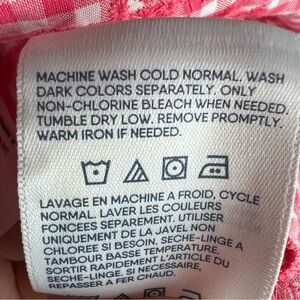 MACHINE WASH COLD NORMAL. WASH
DARK COLORS SEPARATELY. ONLY
NON-CHLORINE BLEACH WHEN NEEDED.
TUMBLE DRY LOW. REMOVE PROMPTLY.
WARM IRON IF NEEDED.
LAVAGE EN MACHINE A FROID, CYCLE
NORMAL. LAVER LES COULEURS
FONCEES SEPAREMENT. UTILISER
UNIQUEMENT DE LA JAVEL NON
CHLOREE SI BESOIN. SECHE-LINGE A
TAMBOUR BASSE TEMPERATURE.
SORTIR RAPIDEMENT L'ARTICLE DU
SECHE-LINGE. SI NECESSAIRE,
REPASSER A